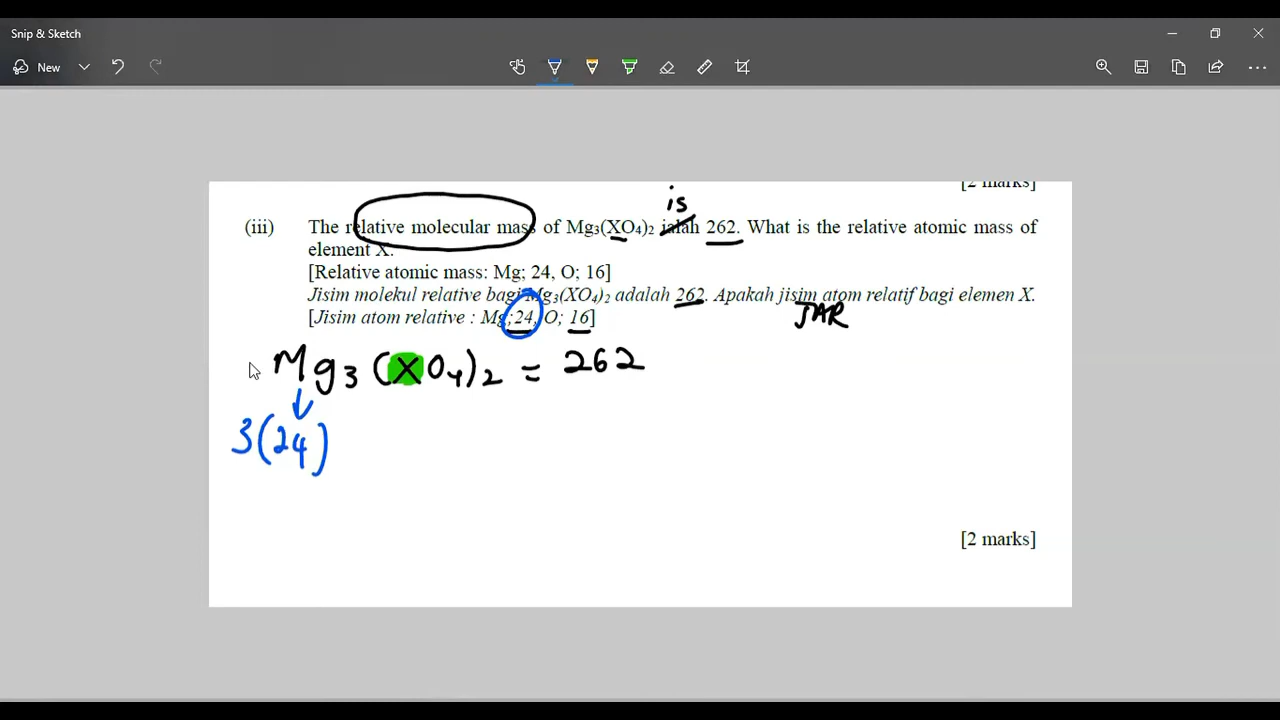 Snip & Sketch
New
[2 marks]
is
(iii) The relative molecular mass of Mg3(XO4)2 ialah 262. What is the relative atomic mass of
element X.
[Relative atomic mass: Mg; 24, O; 16]
Jisim molekul relative bagi Mg3(XO4)2 adalah 262. Apakah jisim atom relatif bagi elemen X.
[Jisim atom relative : Mg;24, O; 16]
JAR
Mg3 (XO4)2 = 262
3(24)
[2 marks]